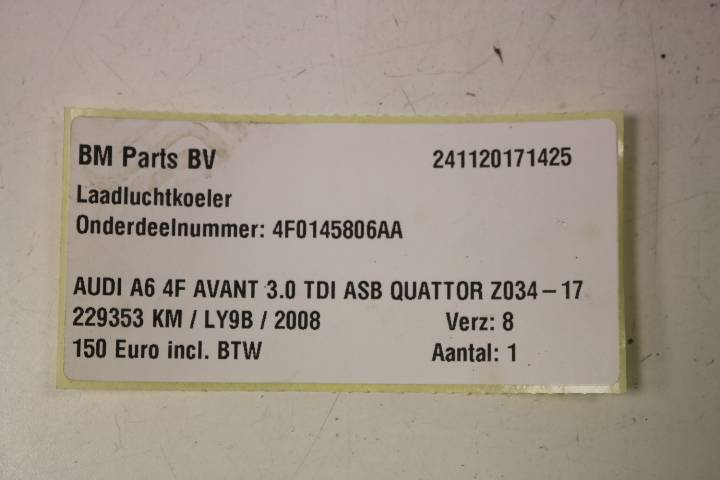 BM Parts BV 241120171425
Laadluchtkoeler
Onderdeelnummer: 4F0145806AA
AUDI A6 4F AVANT 3.0 TDI ASB QUATTOR Z034 – 17
229353 KM / LY9B / 2008 Verz: 8
150 Euro incl. BTW Aantal: 1